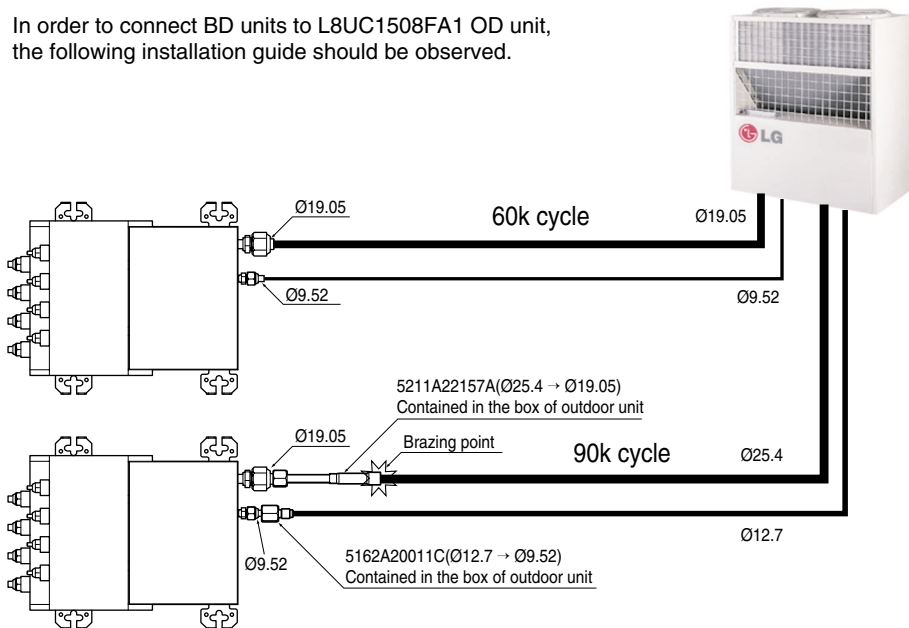 In order to connect BD units to L8UC1508FA1 OD unit,
the following installation guide should be observed.
LG
Ø19.05
60k cycle
Ø19.05
Ø9.52
Ø9.52
5211A22157A(Ø25.4 → Ø19.05)
Contained in the box of outdoor unit
Ø19.05
Brazing point
90k cycle
Ø25.4
Ø12.7
Ø9.52
5162A20011C(Ø12.7 → Ø9.52)
Contained in the box of outdoor unit